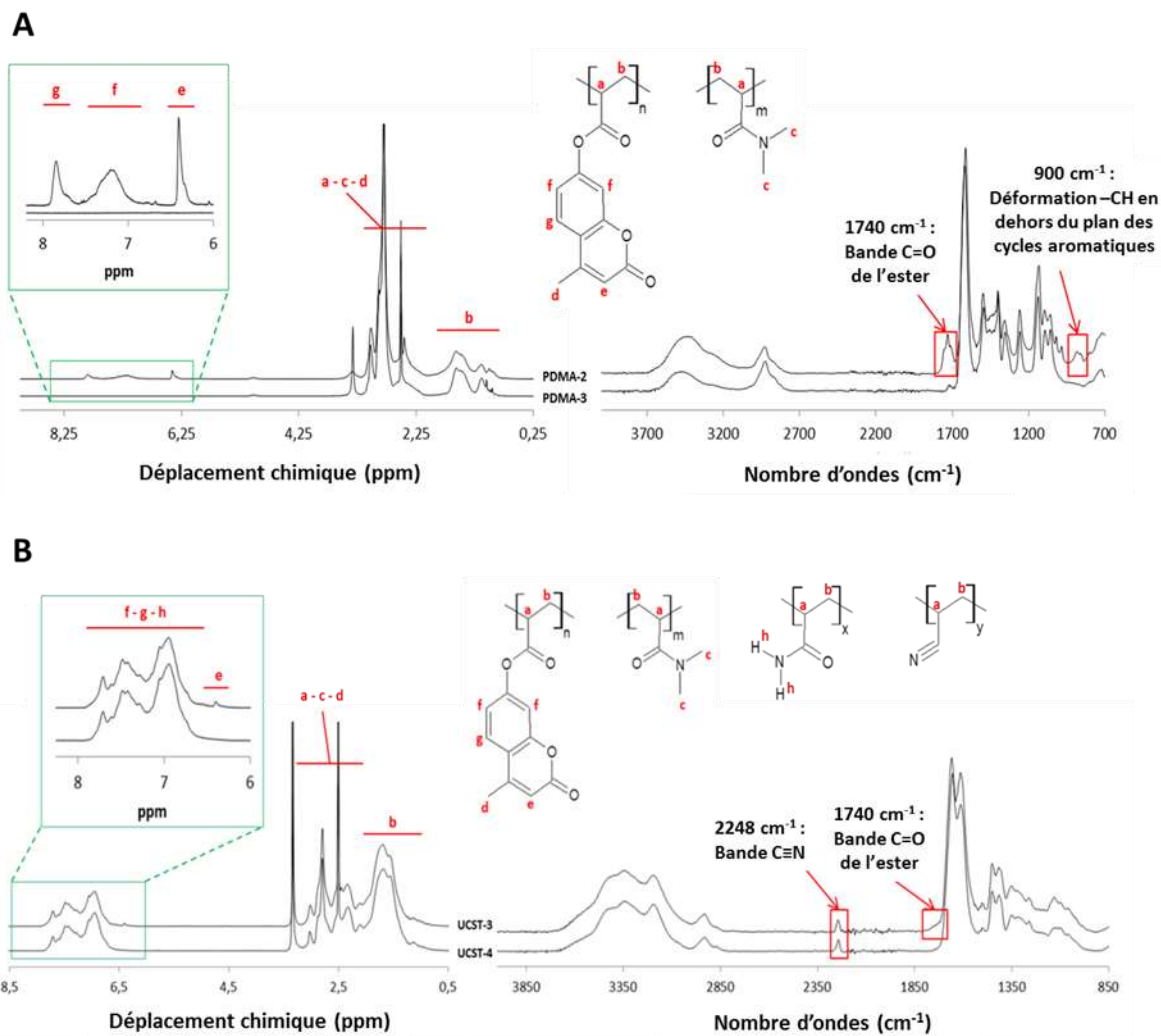 A
g
f
e
8
7
6
ppm
a - c - d
b
PDMA-2
PDMA-3
8,25
6,25
4,25
2,25
0,25
Déplacement chimique (ppm)
b
a
n
O
O
f
f
g
O
O
d
e
b
a
m
O
N
c
c
1740 cm-1 :
Bande C=O
de l'ester
900 cm-1 :
Déformation –CH en
dehors du plan des
cycles aromatiques
3700
3200
2700
2200
1700
1200
700
Nombre d'ondes (cm-1)
B
f - g - h
e
8
7
6
ppm
a - c - d
b
UCST-3
UCST-4
8,5
6,5
4,5
2,5
0,5
Déplacement chimique (ppm)
b
a
n
O
O
f
f
g
O
O
d
e
b
a
m
O
N
c
c
a
b
x
h
H
N
O
H
h
a
b
y
N
2248 cm-1 :
Bande C≡N
1740 cm-1 :
Bande C=O
de l'ester
3850
3350
2850
2250
1850
1350
850
Nombre d'ondes (cm-1)